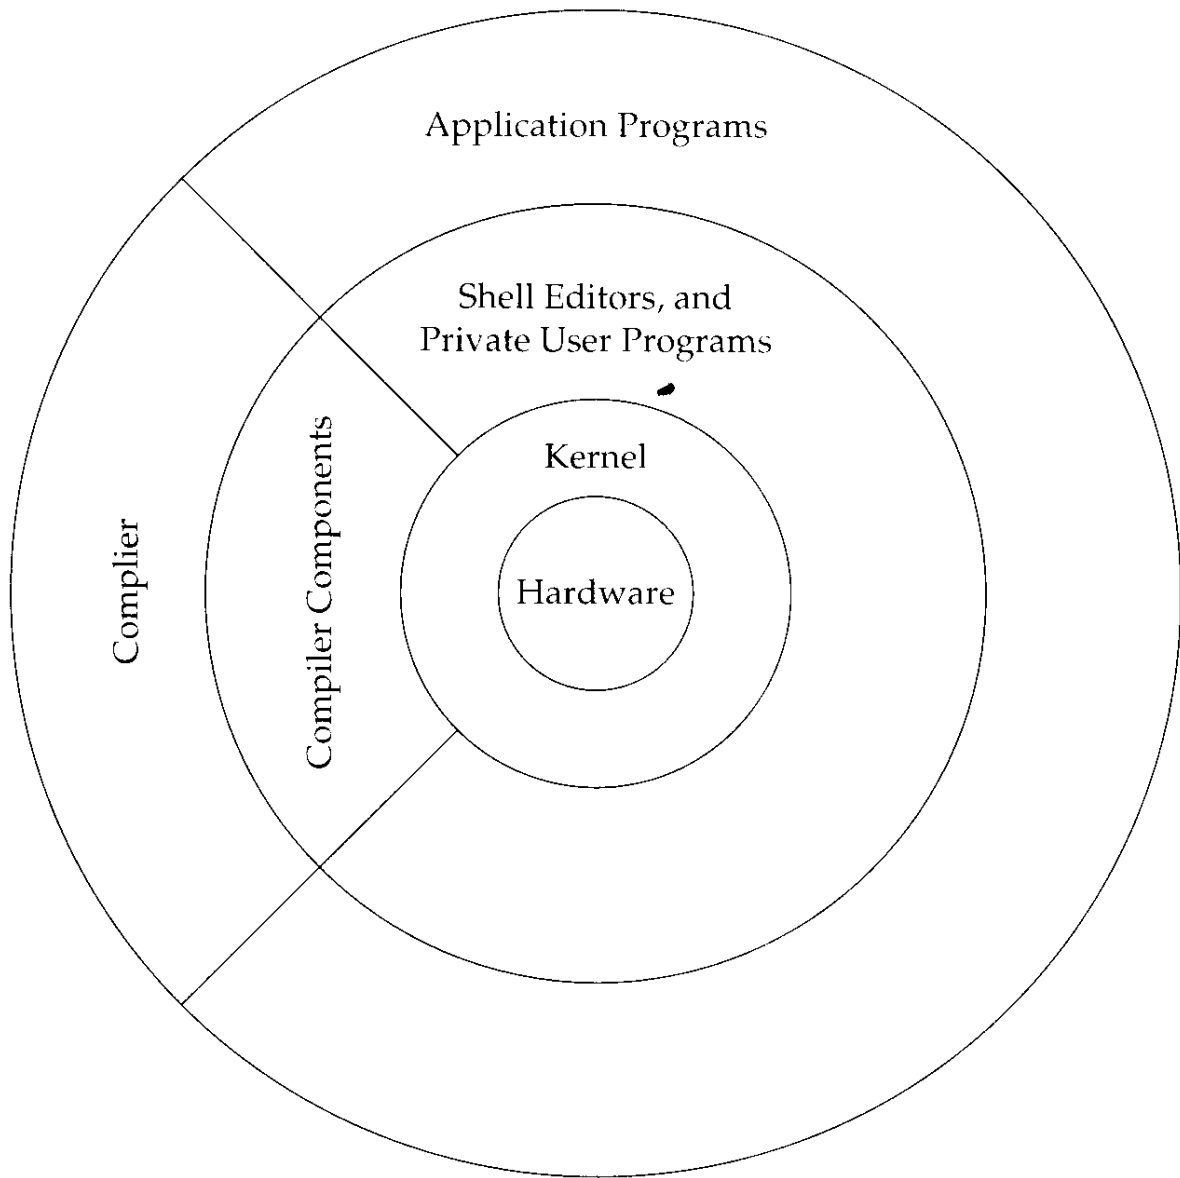 Application Programs
Shell Editors, and
Private User Programs
Kernel
Hardware
Compiler Components
Complier